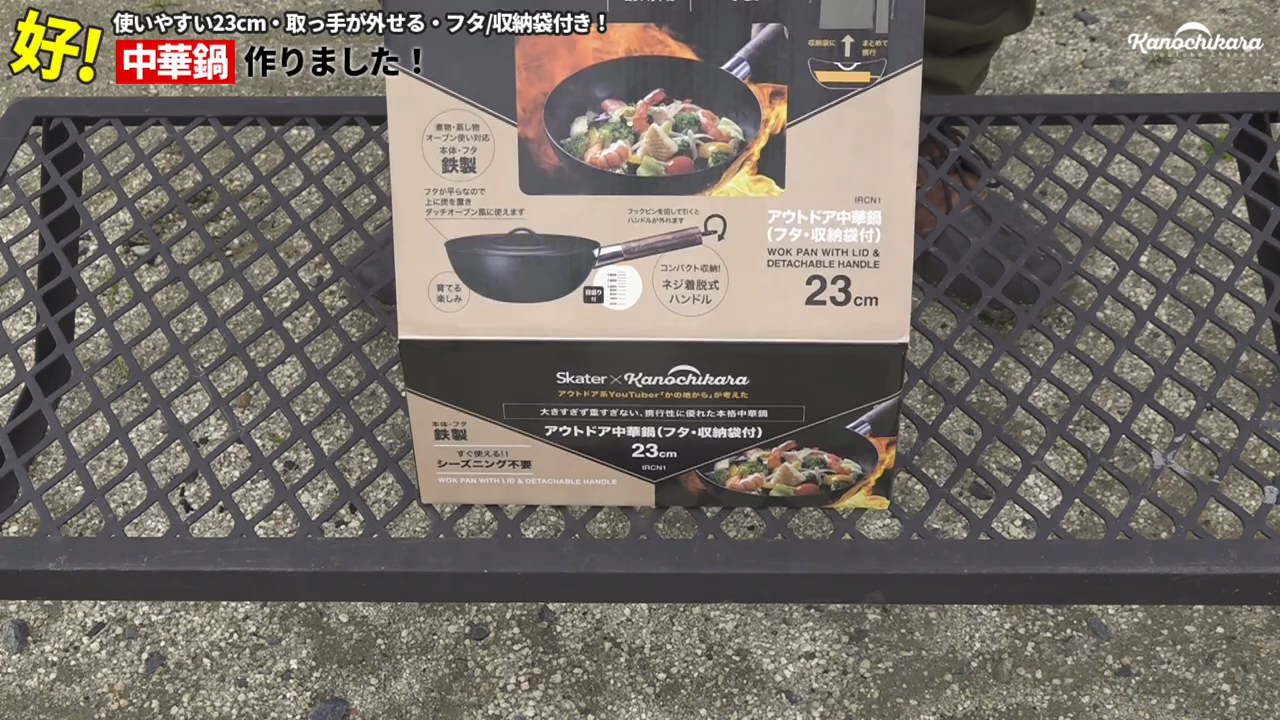 好!
使いやすい23cm・取っ手が外せる・フタ/収納袋付き!
中華鍋 作りました!
Kanochikara
YouTube channel
収納袋に
まとめて
携行
煮物・蒸し物
オーブン使い対応
本体・フタ
鉄製
フタが平らなので
上に炭を置き
ダッチオーブン風に使えます
フックピンを回して引くと
ハンドルが外れます
IRCN1
アウトドア中華鍋
(フタ・収納袋付)
WOK PAN WITH LID &
DETACHABLE HANDLE
23cm
育てる
楽しみ
目盛り
付
コンパクト収納!
ネジ着脱式
ハンドル
Skater×Kanochikara
アウトドア系YouTuber「かの地から」が考えた
大きすぎず重すぎない、携行性に優れた本格中華鍋
アウトドア中華鍋(フタ・収納袋付)
23cm
IRCN1
本体・フタ
鉄製
すぐ使える!!
シーズニング不要
WOK PAN WITH LID & DETACHABLE HANDLE